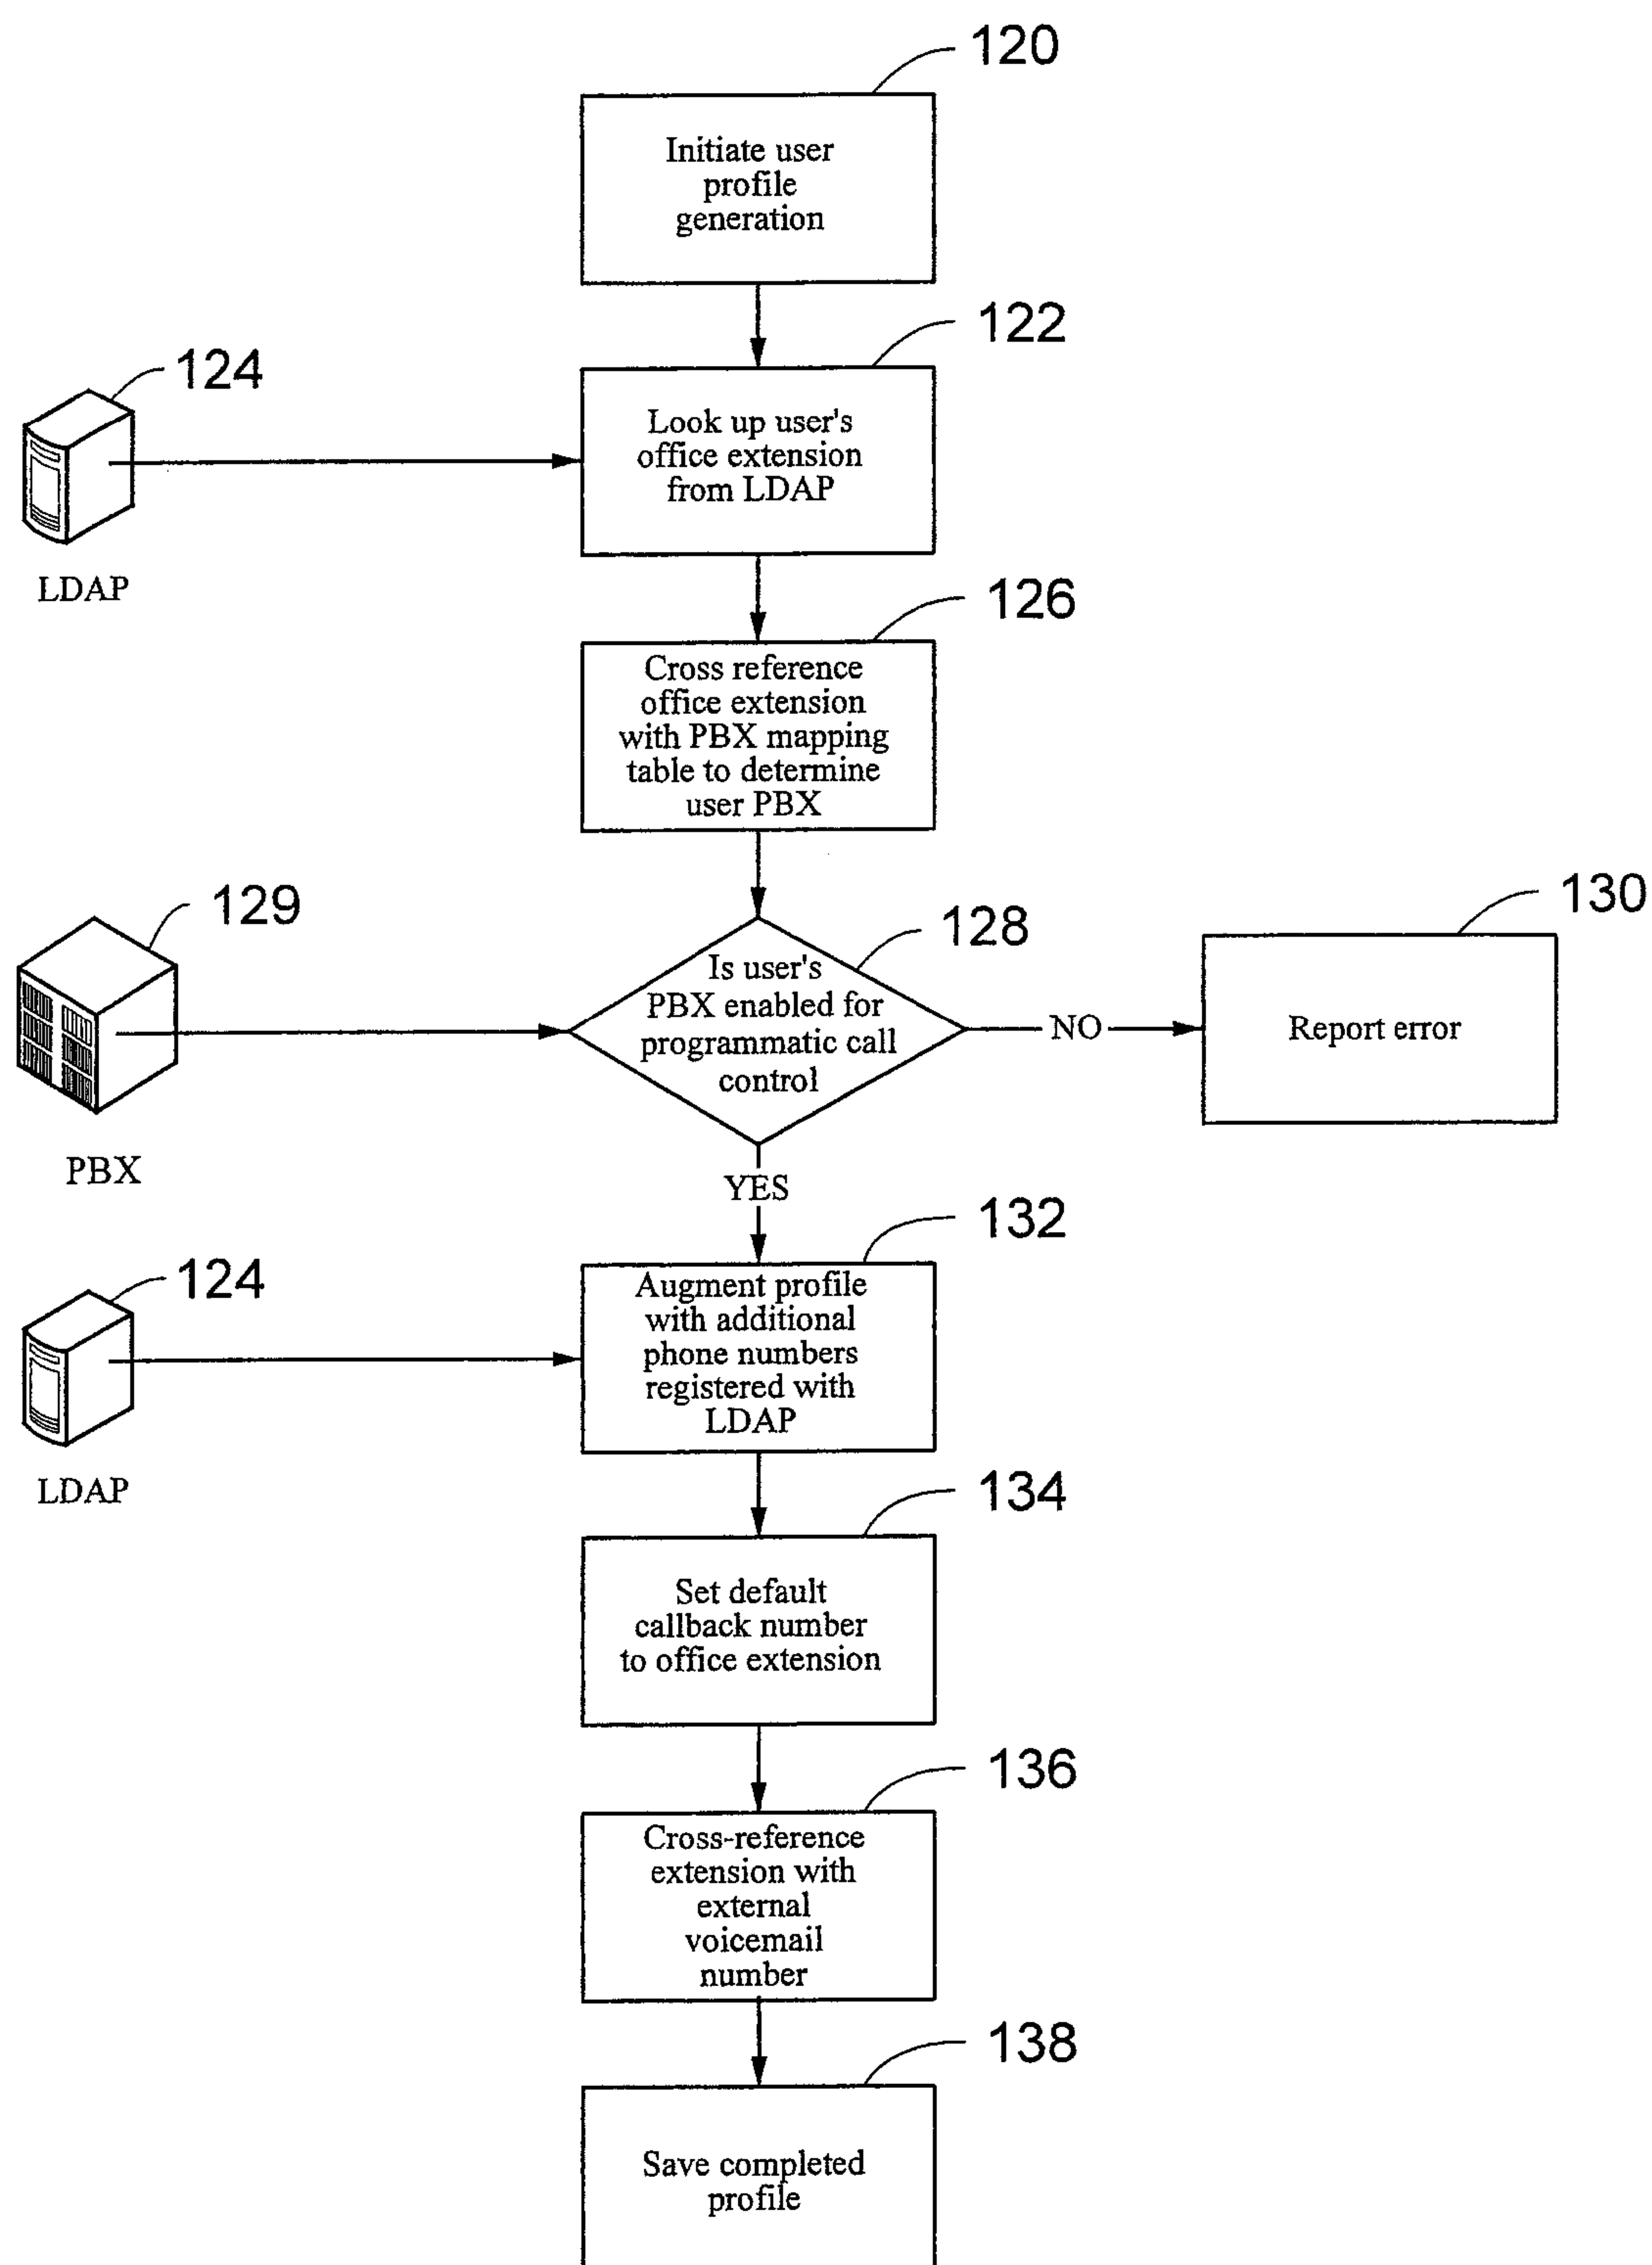 120
Initiate user
profile
generation
122
124
Look up user's
office extension
from LDAP
LDAP
126
Cross reference
office extension
with PBX mapping
table to determine
user PBX
129
128
130
Is user's
PBX enabled for
programmatic call
control
NO
Report error
PBX
YES
132
124
Augment profile
with additional
phone numbers
registered with
LDAP
LDAP
134
Set default
callback number
to office extension
136
Cross-reference
extension with
external
voicemail
number
138
Save completed
profile